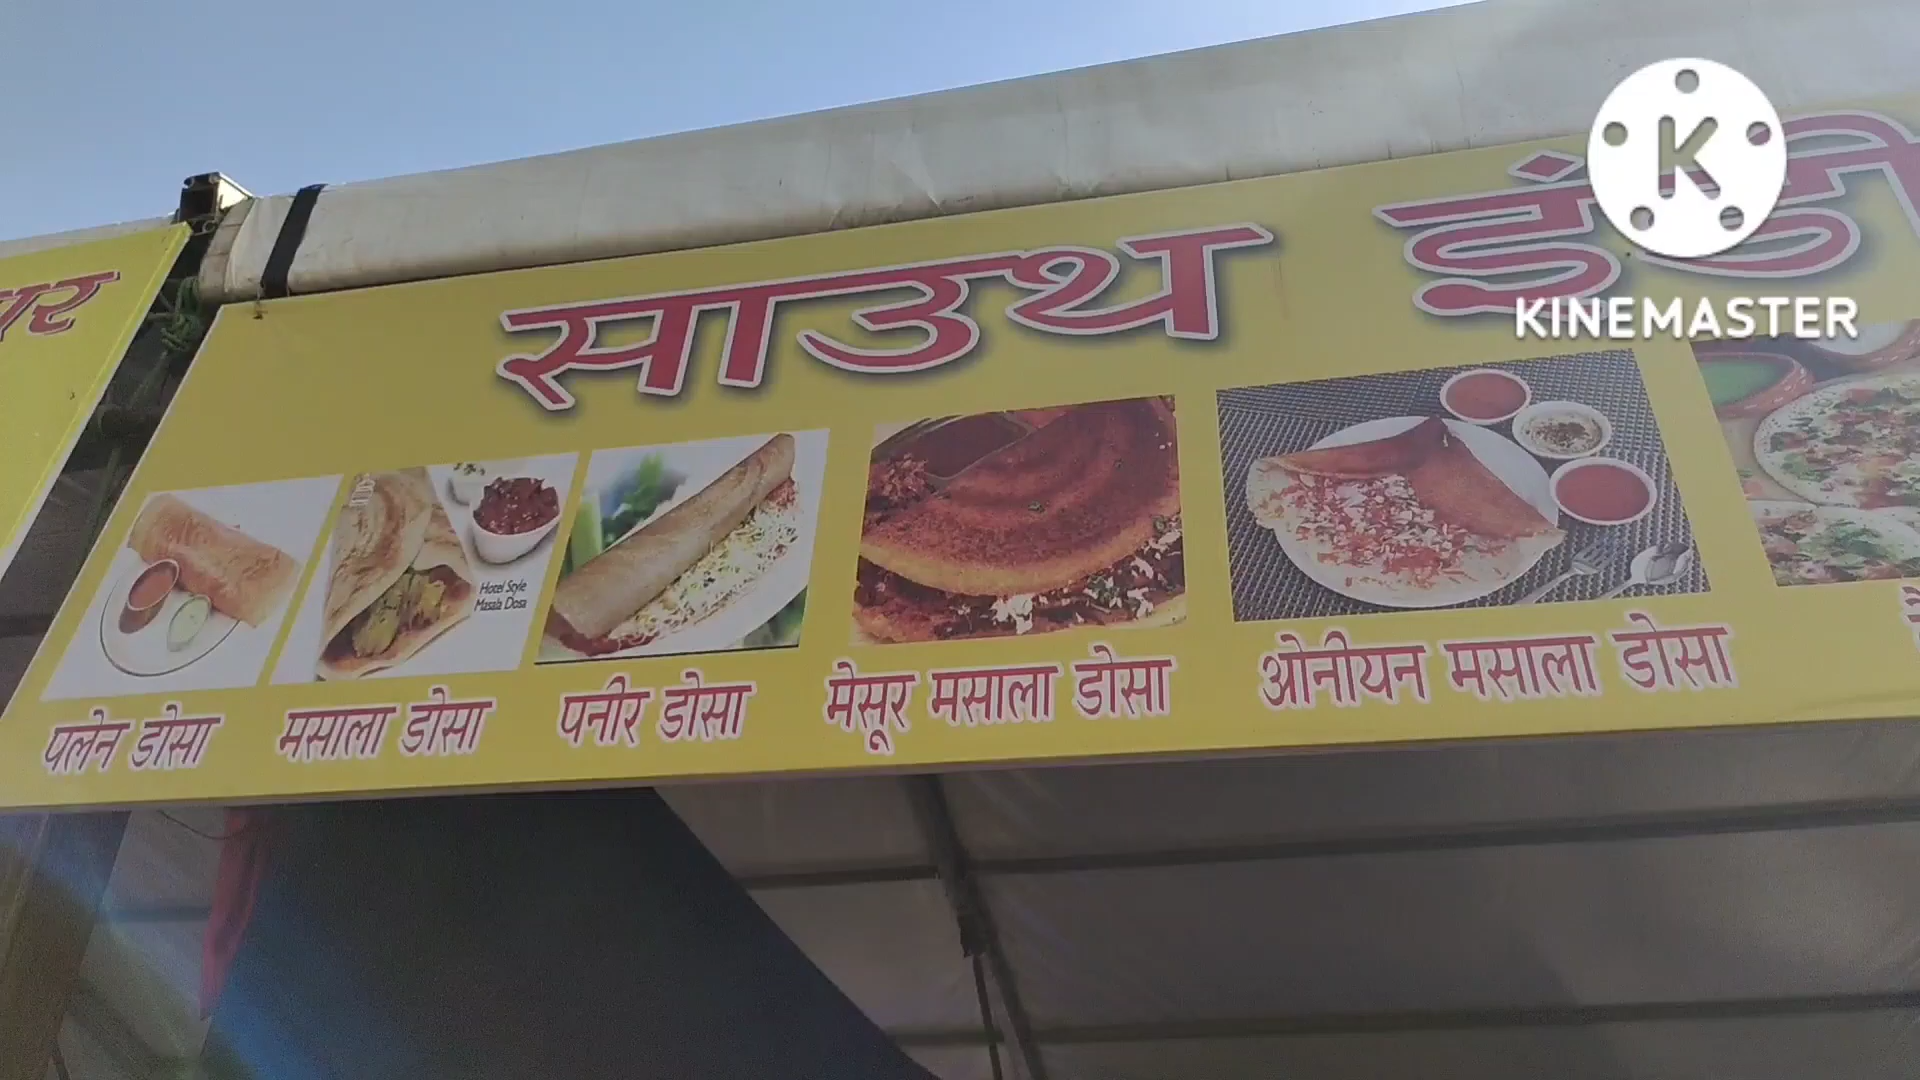 साउथ इंडी
Hotel Style
Masala Dosa
पलेन डोसा
मसाला डोसा
पनीर डोसा
मेसूर मसाला डोसा
ओनीयन मसाला डोसा
K
KINEMASTER